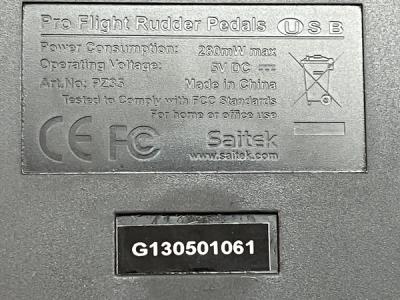 Pro Flight Rudder Pedals USB
Power Consumption: 280mW max
Operating Voltage: 5V DC
Art.No: PZ35 Made in China
Tested to Comply with FCC Standards
For home or office use
CE FC Saitek
www.saitek.com
G130501061